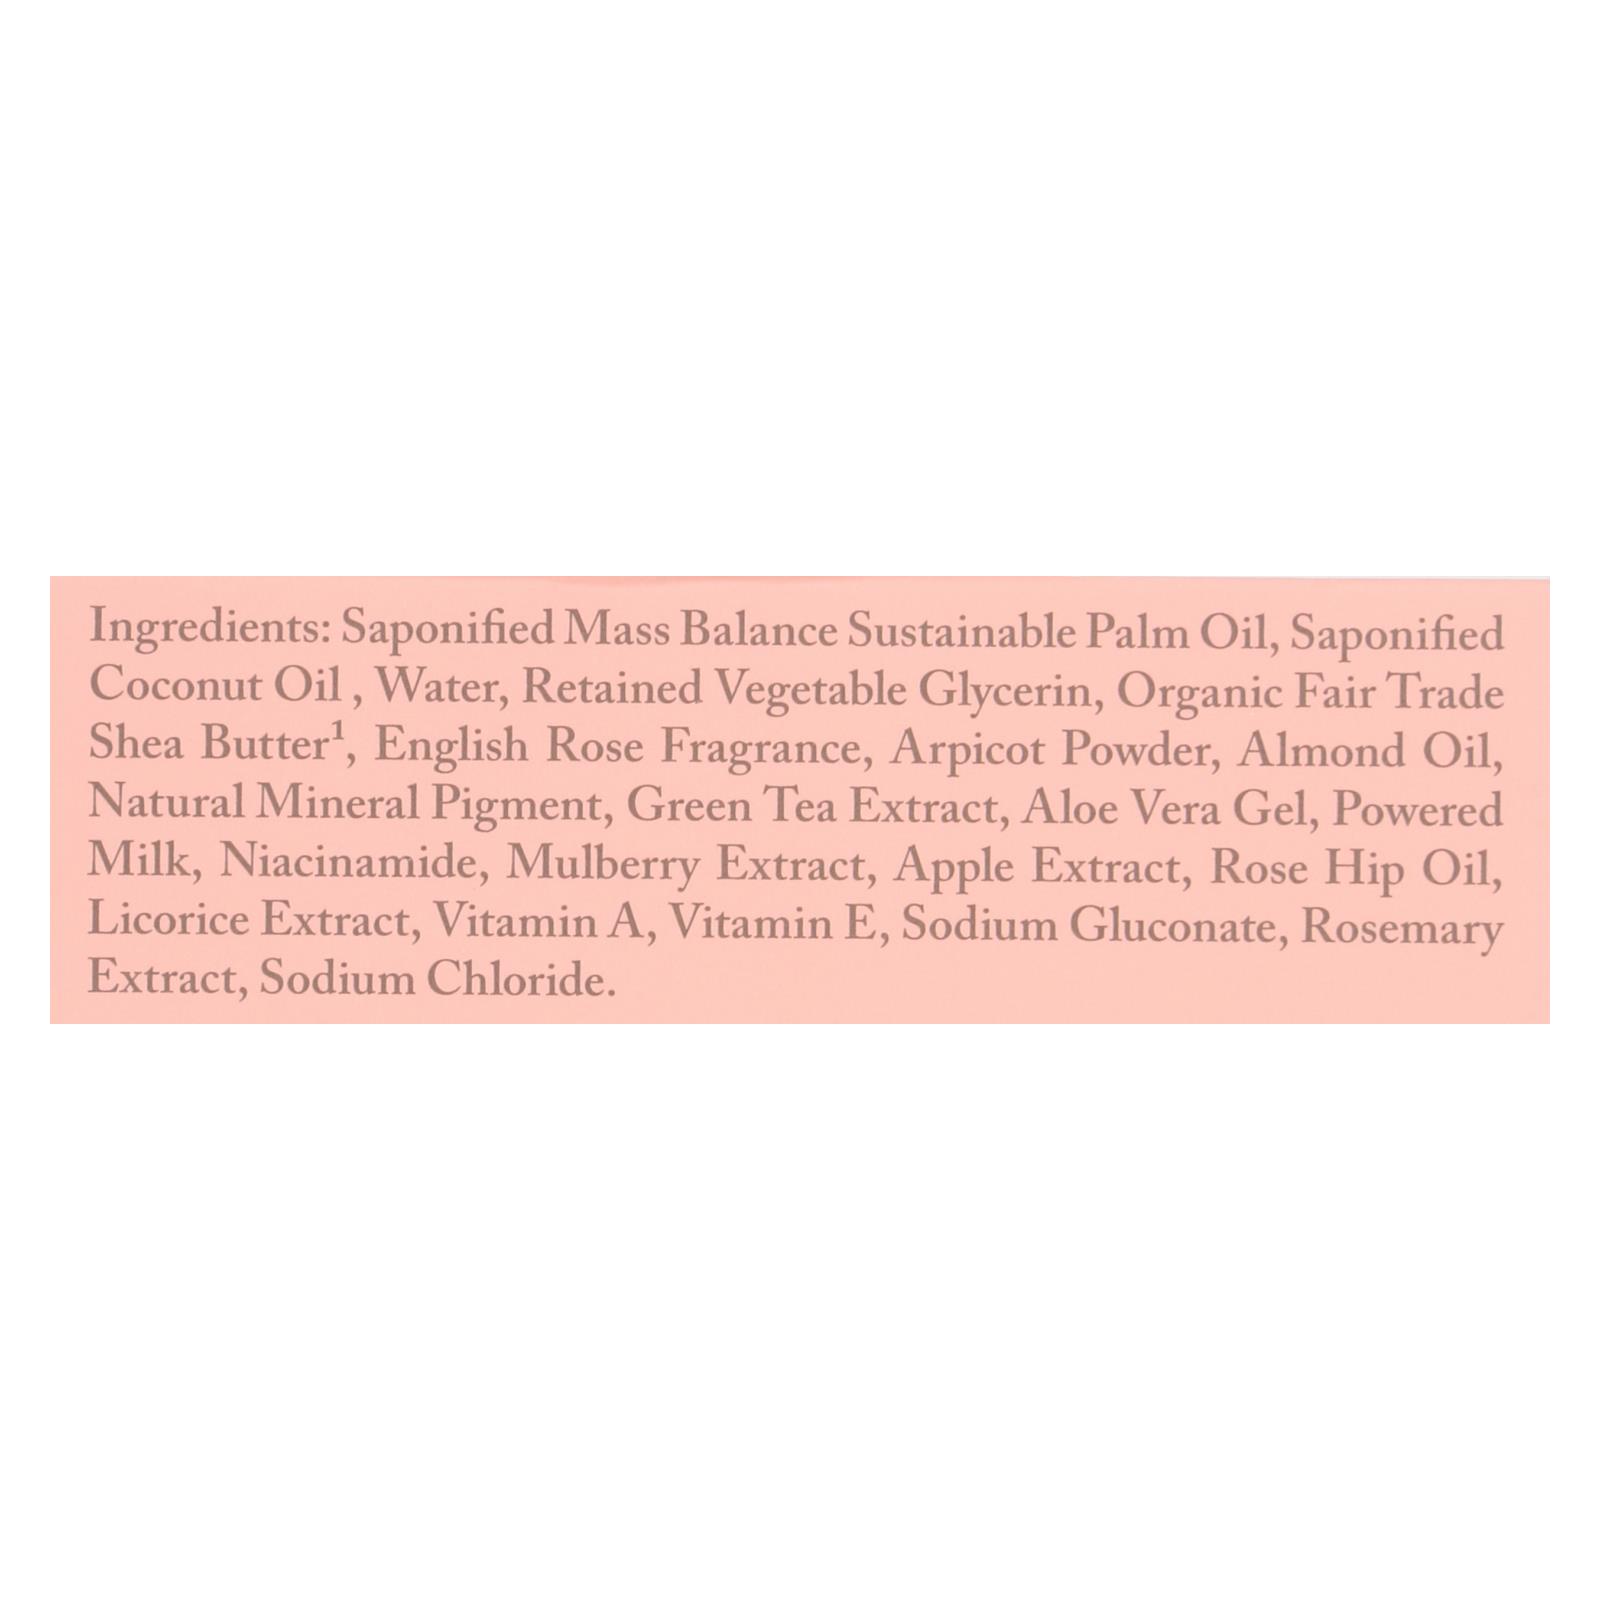 Ingredients: Saponified Mass Balance Sustainable Palm Oil, Saponified
Coconut Oil , Water, Retained Vegetable Glycerin, Organic Fair Trade
Shea Butter¹, English Rose Fragrance, Arpicot Powder, Almond Oil,
Natural Mineral Pigment, Green Tea Extract, Aloe Vera Gel, Powered
Milk, Niacinamide, Mulberry Extract, Apple Extract, Rose Hip Oil,
Licorice Extract, Vitamin A, Vitamin E, Sodium Gluconate, Rosemary
Extract, Sodium Chloride.